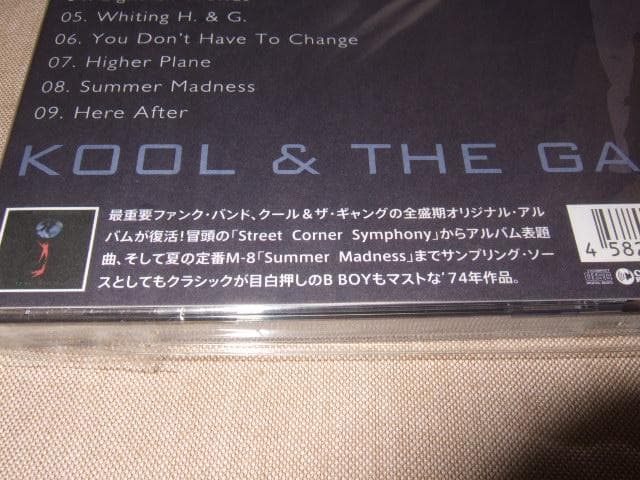 05. Whiting H. & G.
06. You Don't Have To Change
07. Higher Plane
08. Summer Madness
09. Here After
KOOL & THE GA
最重要ファンク・バンド、クール&ザ・ギャングの全盛期オリジナル・アル
バムが復活!冒頭の「Street Corner Symphony」からアルバム表題
曲、そして夏の定番M-8「Summer Madness」までサンプリング・ソー
スとしてもクラシックが目白押しのB BOYもマストな'74年作品。
4 582